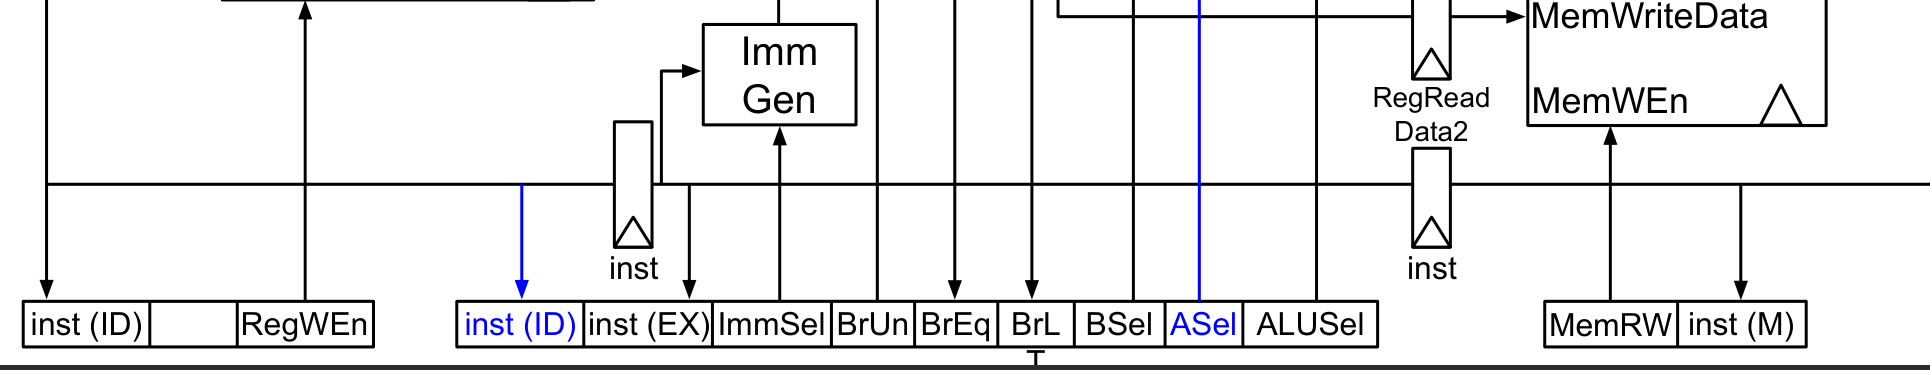 MemWriteData
Imm
Gen
RegRead
Data2
MemWEn
inst
inst
inst (ID) RegWEn
inst (ID) inst (EX) ImmSel BrUn BrEq BrL BSel ASel ALUSel
MemRW inst (M)